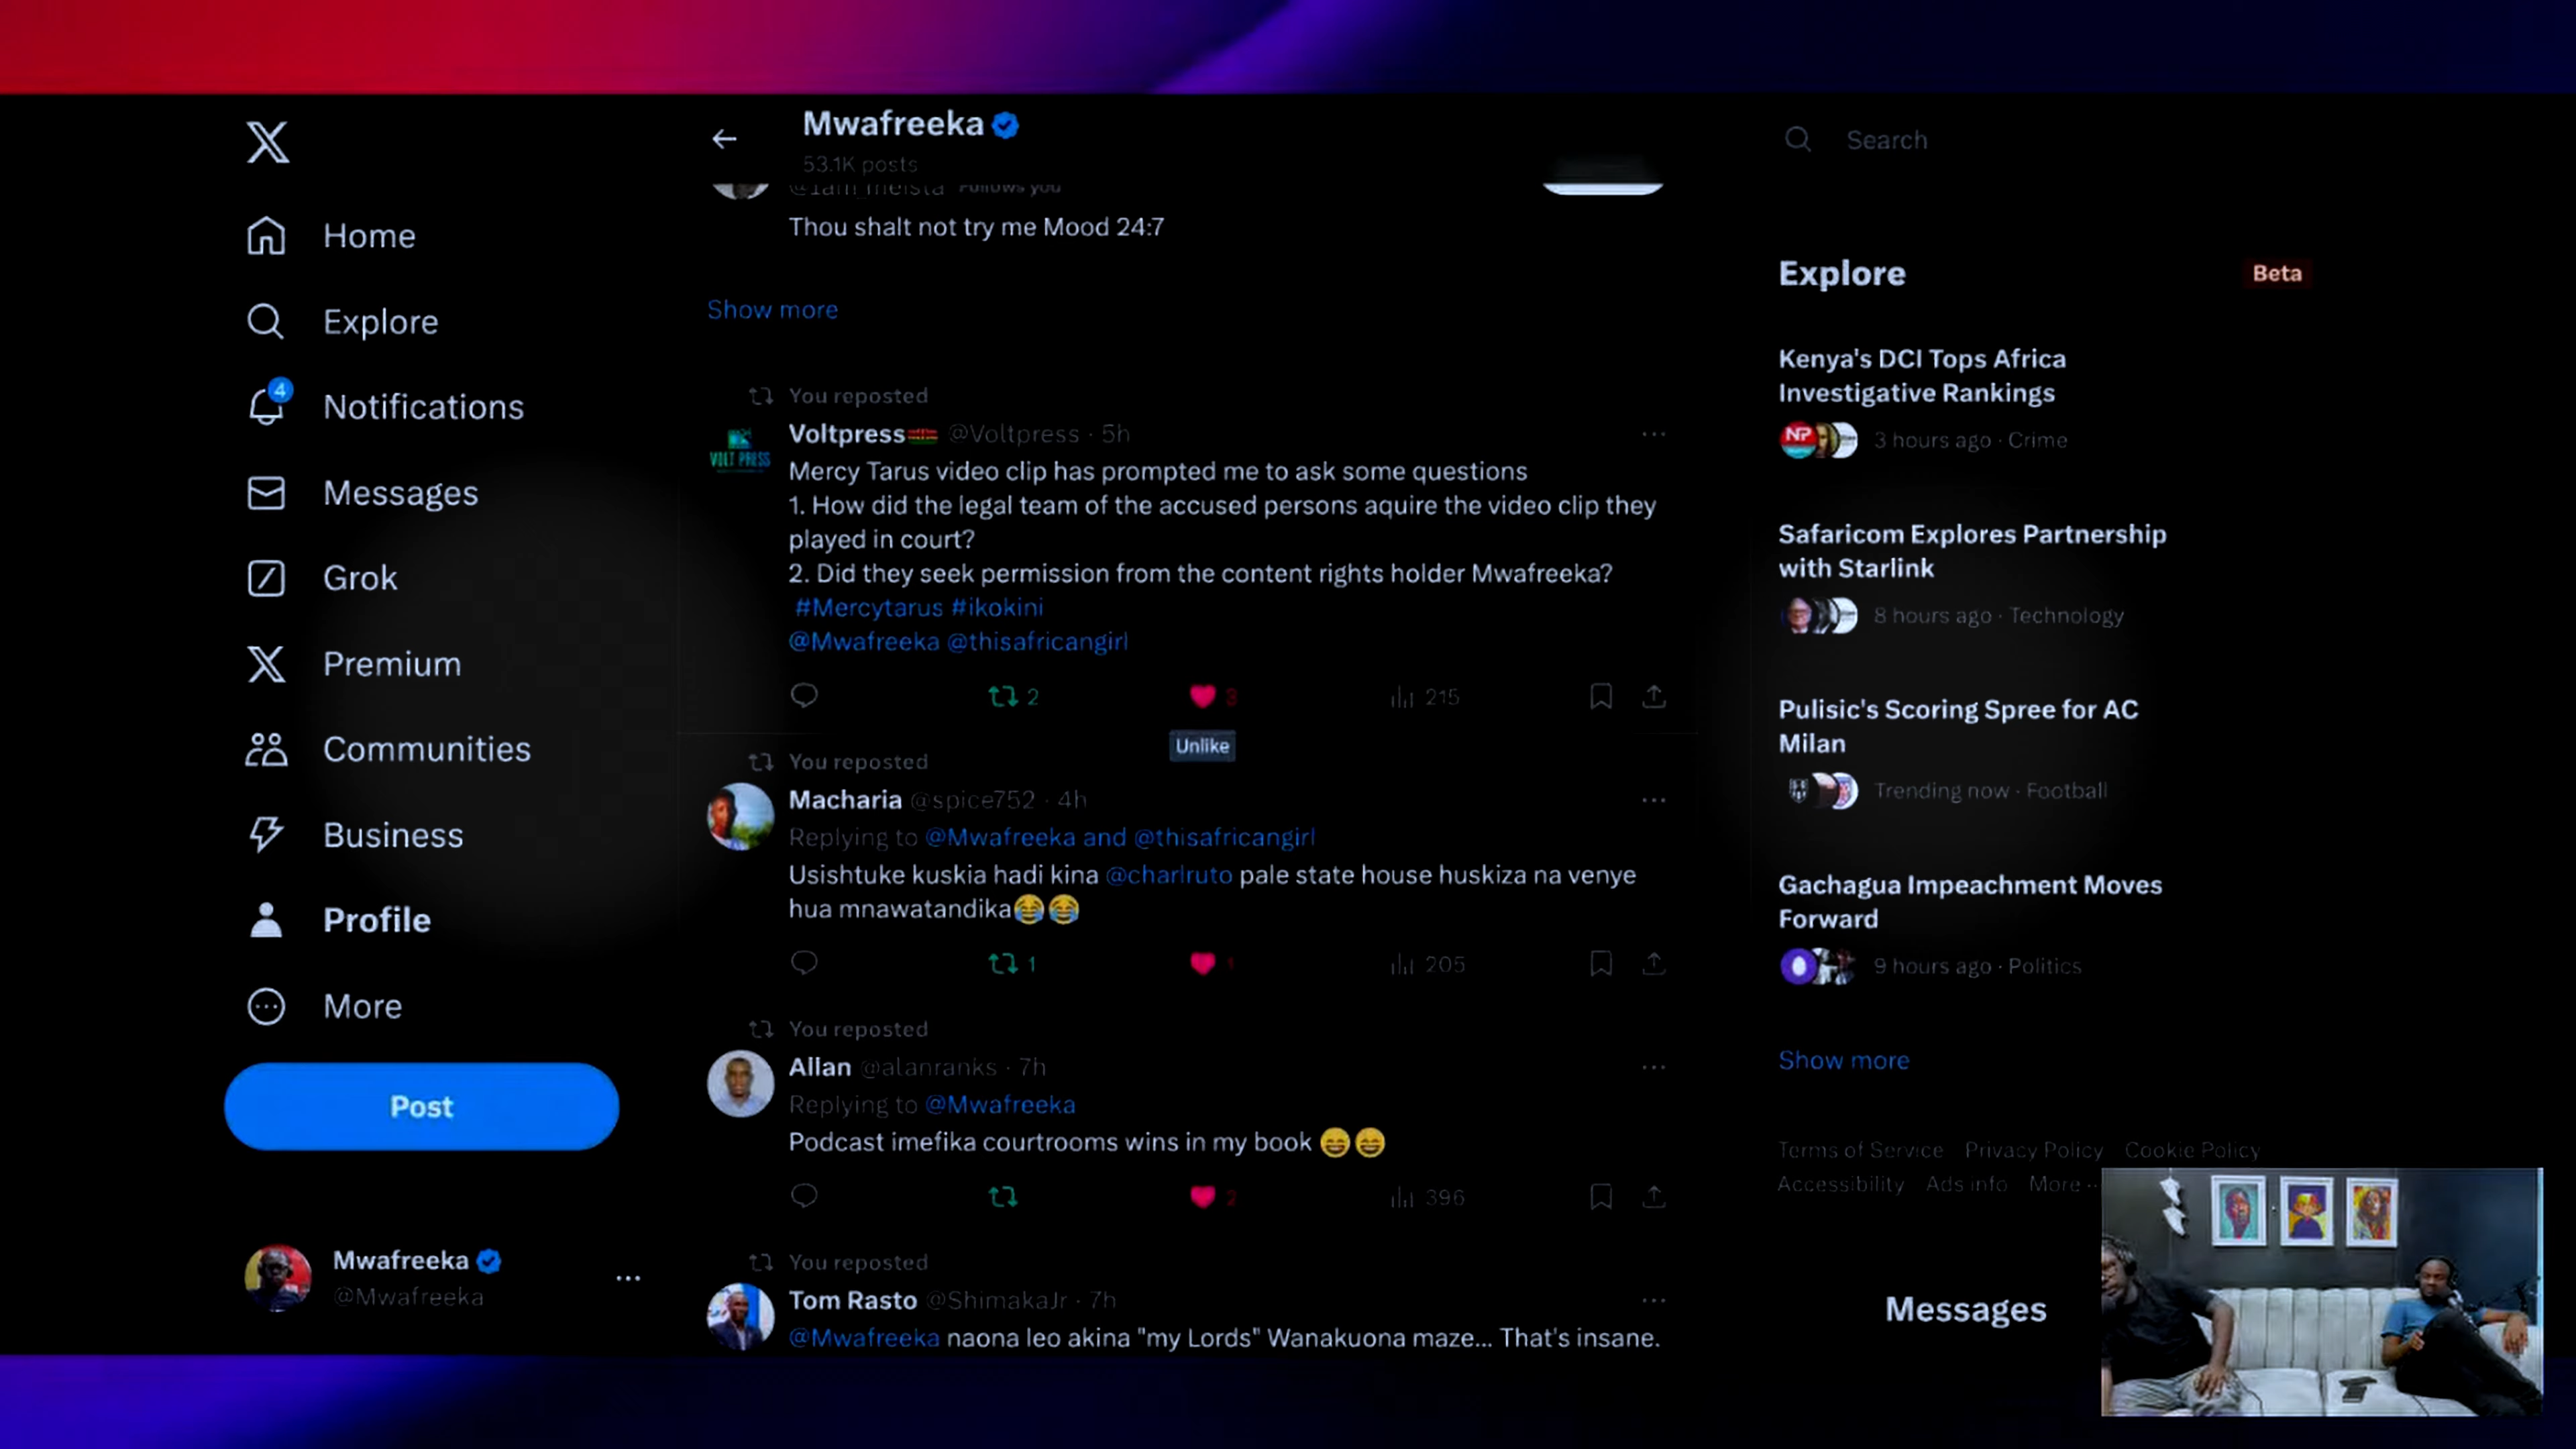 Mwafreeka
53.1K posts
Search
Home
Explore
4
Notifications
Messages
Grok
Premium
Communities
Business
Profile
More
Post
Mwafreeka
@Mwafreeka
Follows you
Thou shalt not try me Mood 24:7
Show more
You reposted
Voltpress @Voltpress · 5h
VOLT PRESS
Mercy Tarus video clip has prompted me to ask some questions
1. How did the legal team of the accused persons aquire the video clip they
played in court?
2. Did they seek permission from the content rights holder Mwafreeka?
#Mercytarus #ikokini
@Mwafreeka @thisafricangirl
2 3 215
Unlike
You reposted
Macharia @spice752 · 4h
Replying to @Mwafreeka and @thisafricangirl
Usishtuke kuskia hadi kina @charlruto pale state house huskiza na venye
hua mnawatandika😂😂
1 1 205
You reposted
Allan @alanranks · 7h
Replying to @Mwafreeka
Podcast imefika courtrooms wins in my book 😄😄
2 396
You reposted
Tom Rasto @ShimakaJr · 7h
@Mwafreeka naona leo akina "my Lords" Wanakuona maze... That's insane.
Explore
Beta
Kenya's DCI Tops Africa
Investigative Rankings
NP
3 hours ago · Crime
Safaricom Explores Partnership
with Starlink
8 hours ago · Technology
Pulisic's Scoring Spree for AC
Milan
Trending now · Football
Gachagua Impeachment Moves
Forward
9 hours ago · Politics
Show more
Terms of Service Privacy Policy Cookie Policy
Accessibility Ads info More ··
Messages